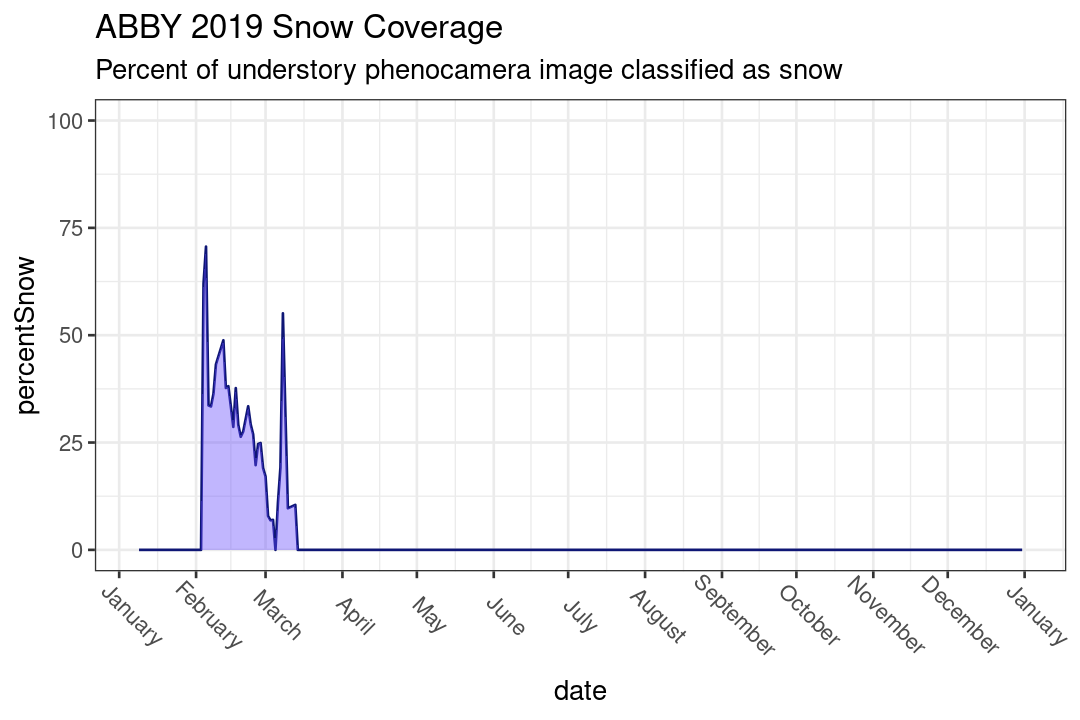 ABBY 2019 Snow Coverage
Percent of understory phenocamera image classified as snow
100
75
50
25
0
percentSnow
January
February
March
April
May
June
July
August
September
October
November
December
January
date